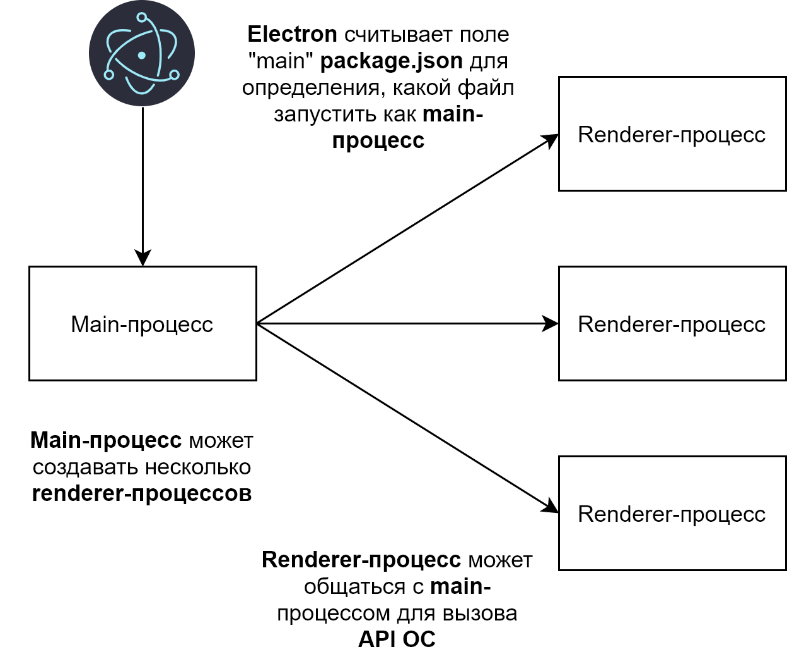 Electron считывает поле
"main" package.json для
определения, какой файл
запустить как main-
процесс
Renderer-процесс
Main-процесс
Renderer-процесс
Main-процесс может
создавать несколько
renderer-процессов
Renderer-процесс
Renderer-процесс может
общаться с main-
процессом для вызова
API ОС